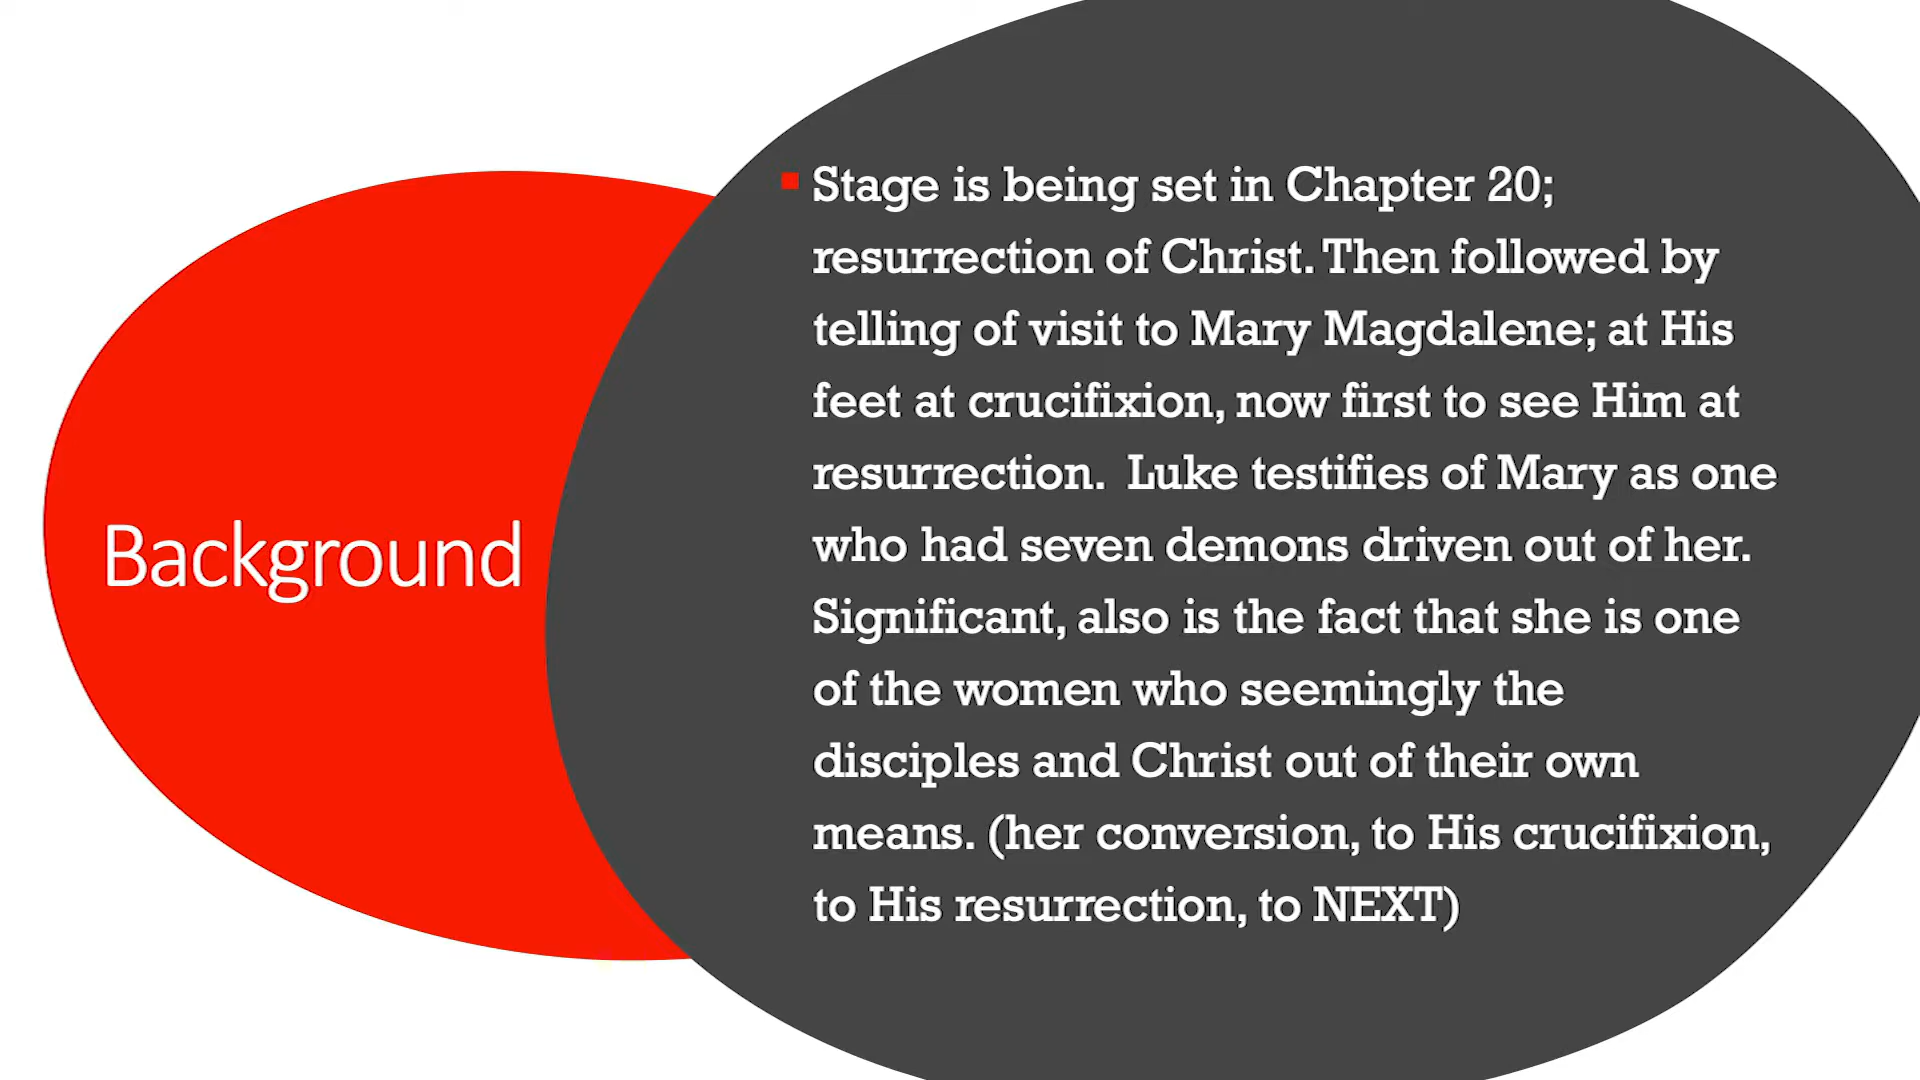 Background
Stage is being set in Chapter 20;
resurrection of Christ. Then followed by
telling of visit to Mary Magdalene; at His
feet at crucifixion, now first to see Him at
resurrection.  Luke testifies of Mary as one
who had seven demons driven out of her.
Significant, also is the fact that she is one
of the women who seemingly the
disciples and Christ out of their own
means. (her conversion, to His crucifixion,
to His resurrection, to NEXT)